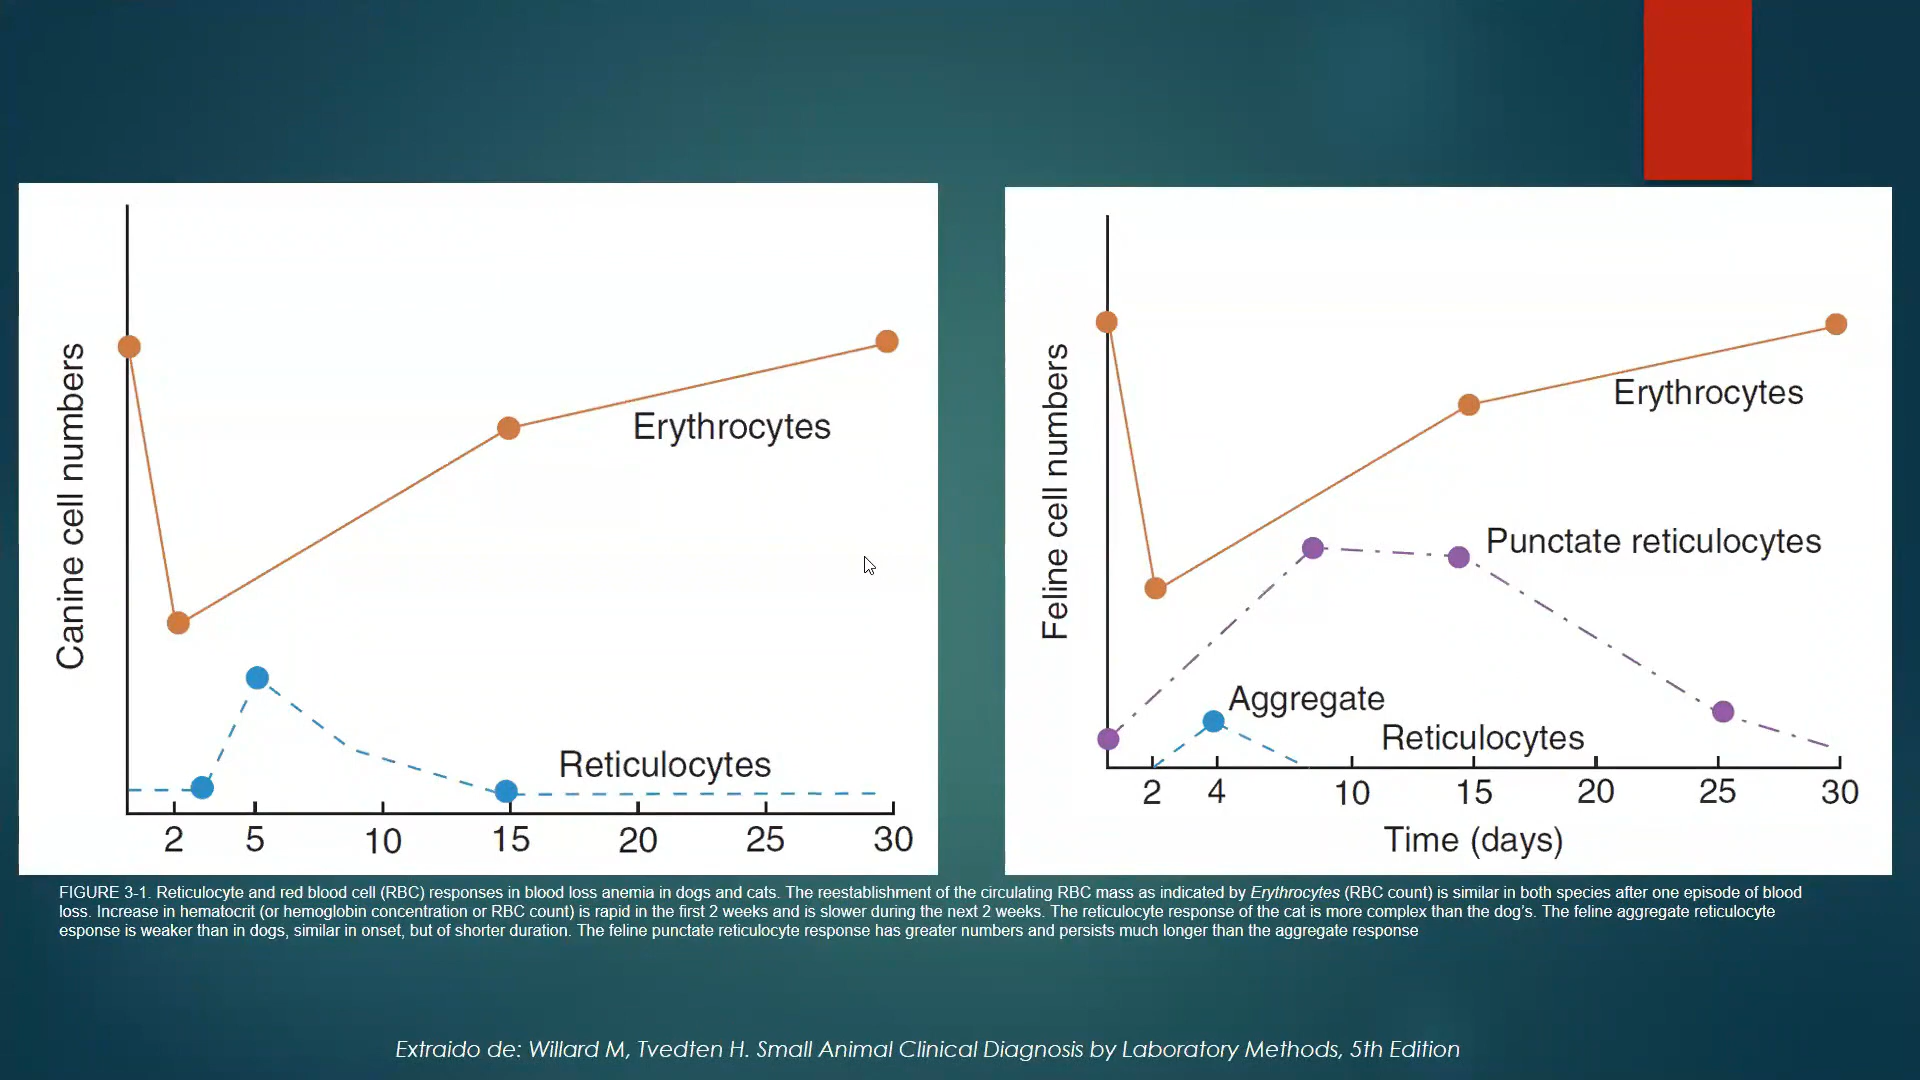 Canine cell numbers
Erythrocytes
Reticulocytes
2 5 10 15 20 25 30
Feline cell numbers
Erythrocytes
Punctate reticulocytes
Aggregate
Reticulocytes
2 4 10 15 20 25 30
Time (days)
FIGURE 3-1. Reticulocyte and red blood cell (RBC) responses in blood loss anemia in dogs and cats. The reestablishment of the circulating RBC mass as indicated by Erythrocytes (RBC count) is similar in both species after one episode of blood
loss. Increase in hematocrit (or hemoglobin concentration or RBC count) is rapid in the first 2 weeks and is slower during the next 2 weeks. The reticulocyte response of the cat is more complex than the dog's. The feline aggregate reticulocyte
esponse is weaker than in dogs, similar in onset, but of shorter duration. The feline punctate reticulocyte response has greater numbers and persists much longer than the aggregate response
Extraido de: Willard M, Tvedten H. Small Animal Clinical Diagnosis by Laboratory Methods, 5th Edition